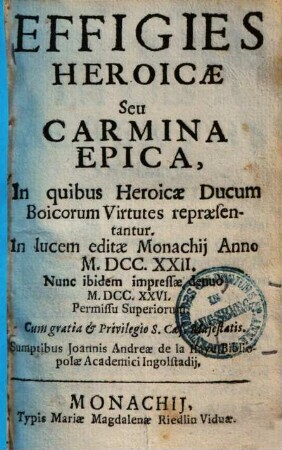 EFFIGIES
HEROICÆ
Seu
CARMINA
EPICA,
In quibus Heroicæ Ducum
Boicorum Virtutes repræſen-
tantur.
In lucem editæ Monachij Anno
M. DCC. XXII.
Nunc ibidem impreſſæ denuo
M. DCC. XXVI.
Permiſſu Superiorum.
Cum gratia & Privilegio S. Cæſ. Majeſtatis.
Sumptibus Joannis Andreæ de la Haye Biblio-
polæ Academici Ingolſtadij,
MONACHIJ,
Typis Mariæ Magdalenæ Riedlin Viduæ.